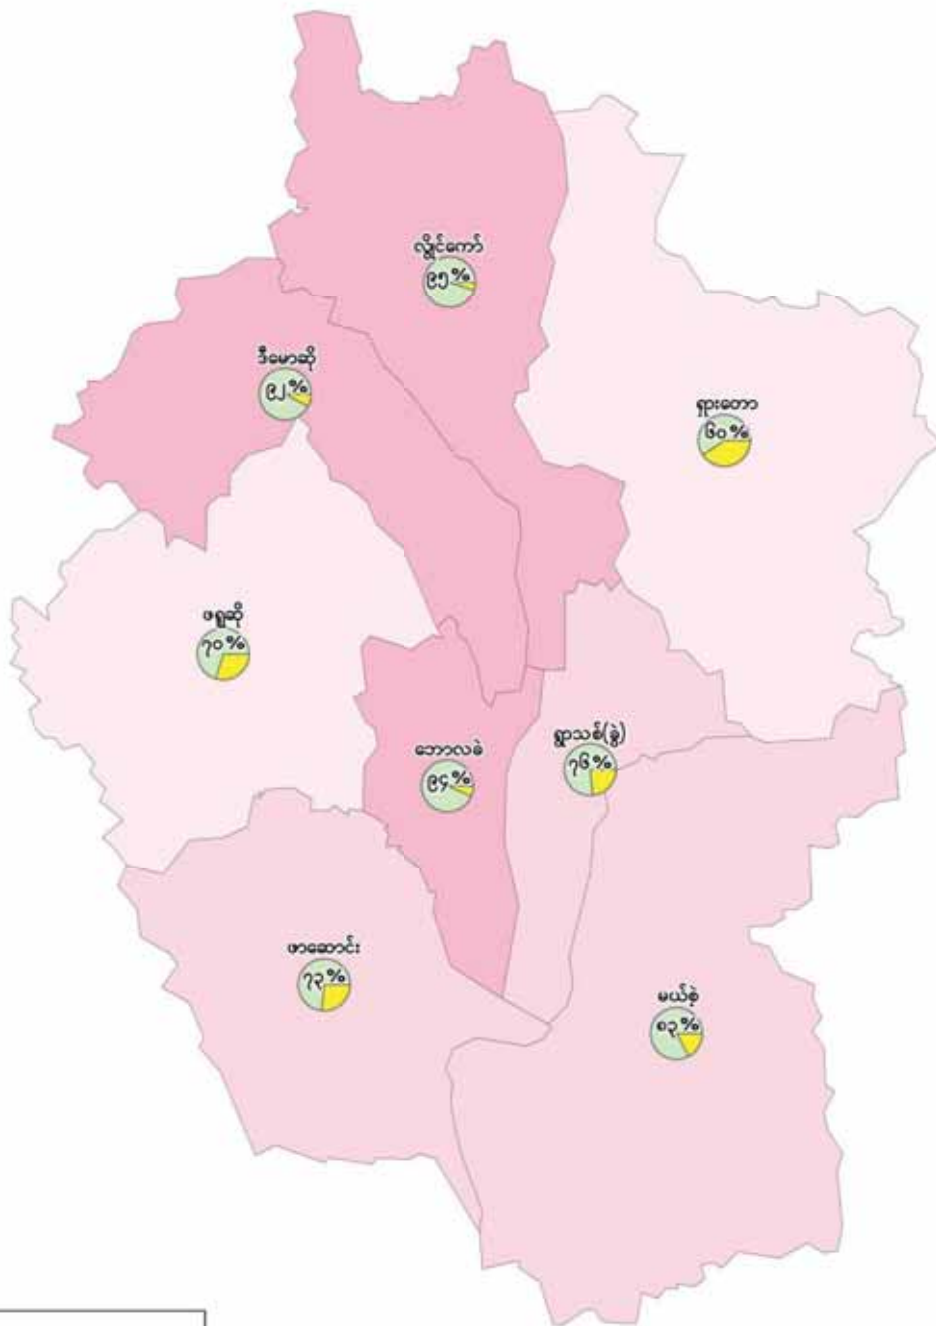 လွိုင်ကော်
၉၅%
ဒီမောဆို
၉၂%
ရှားတော
၆၀%
ဖရူဆို
၇၀%
ရွာသစ်(ခွဲ)
၇၆%
ဘောလခဲ
၉၄%
ဖာဆောင်း
၇၃%
မယ်စဲ့
၈၃%